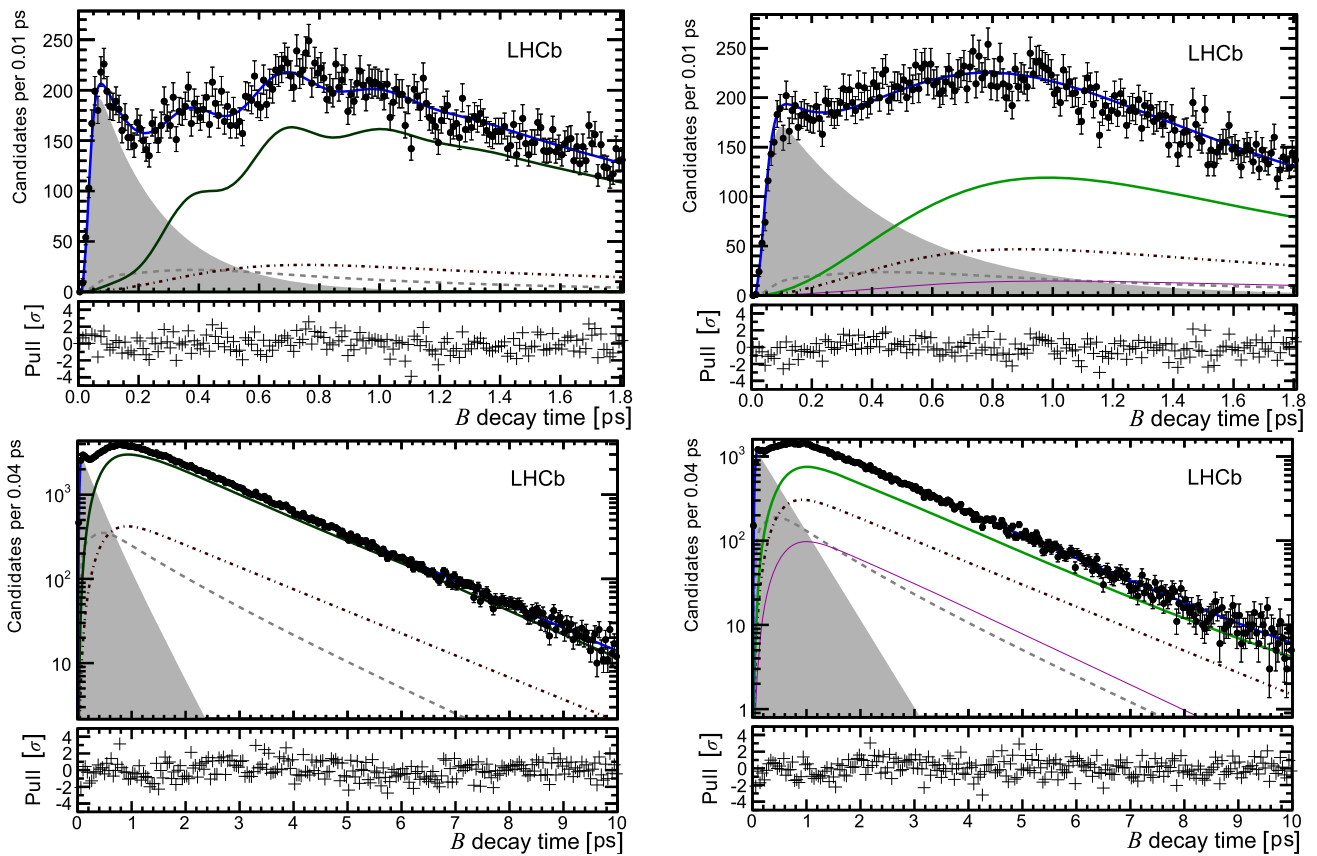 Candidates per 0.01 ps
250
200
150
100
50
0
LHCb
Pull [σ]
4
2
0
-2
-4
0.0 0.2 0.4 0.6 0.8 1.0 1.2 1.4 1.6 1.8
B decay time [ps]
Candidates per 0.01 ps
250
200
150
100
50
0
LHCb
Pull [σ]
4
2
0
-2
-4
0.0 0.2 0.4 0.6 0.8 1.0 1.2 1.4 1.6 1.8
B decay time [ps]
Candidates per 0.04 ps
10³
10²
10
LHCb
Pull [σ]
4
2
0
-2
-4
0 1 2 3 4 5 6 7 8 9 10
B decay time [ps]
Candidates per 0.04 ps
10³
10²
10
1
LHCb
Pull [σ]
4
2
0
-2
-4
0 1 2 3 4 5 6 7 8 9 10
B decay time [ps]